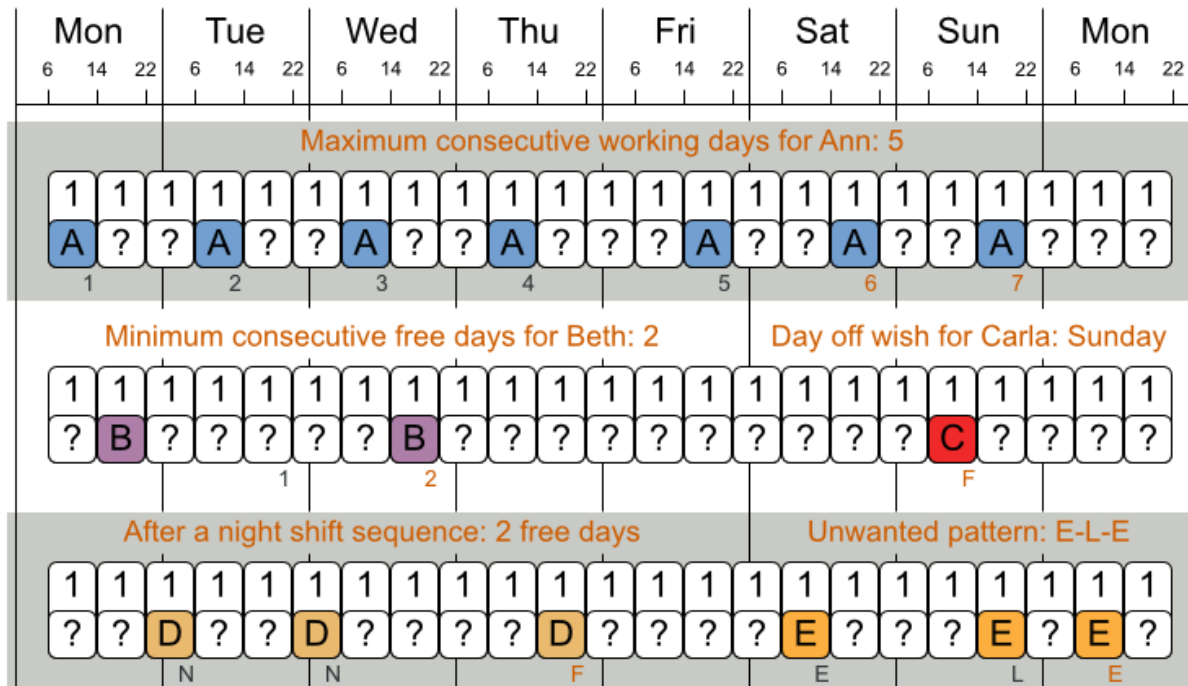 Mon Tue Wed Thu Fri Sat Sun Mon
6 14 22 6 14 22 6 14 22 6 14 22 6 14 22 6 14 22 6 14 22 6 14 22
Maximum consecutive working days for Ann: 5
1 1 1 1 1 1 1 1 1 1 1 1 1 1 1 1 1 1 1 1 1 1 1
A ? ? A ? ? A ? ? A ? ? ? A ? ? A ? ? A ? ? ?
1 2 3 4 5 6 7
Minimum consecutive free days for Beth: 2 Day off wish for Carla: Sunday
1 1 1 1 1 1 1 1 1 1 1 1 1 1 1 1 1 1 1 1 1 1 1
? B ? ? ? ? ? B ? ? ? ? ? ? ? ? ? ? C ? ? ? ?
1 2 F
After a night shift sequence: 2 free days Unwanted pattern: E-L-E
1 1 1 1 1 1 1 1 1 1 1 1 1 1 1 1 1 1 1 1 1 1 1
? ? D ? ? D ? ? ? ? D ? ? ? ? E ? ? ? E ? E ?
N N F E L E